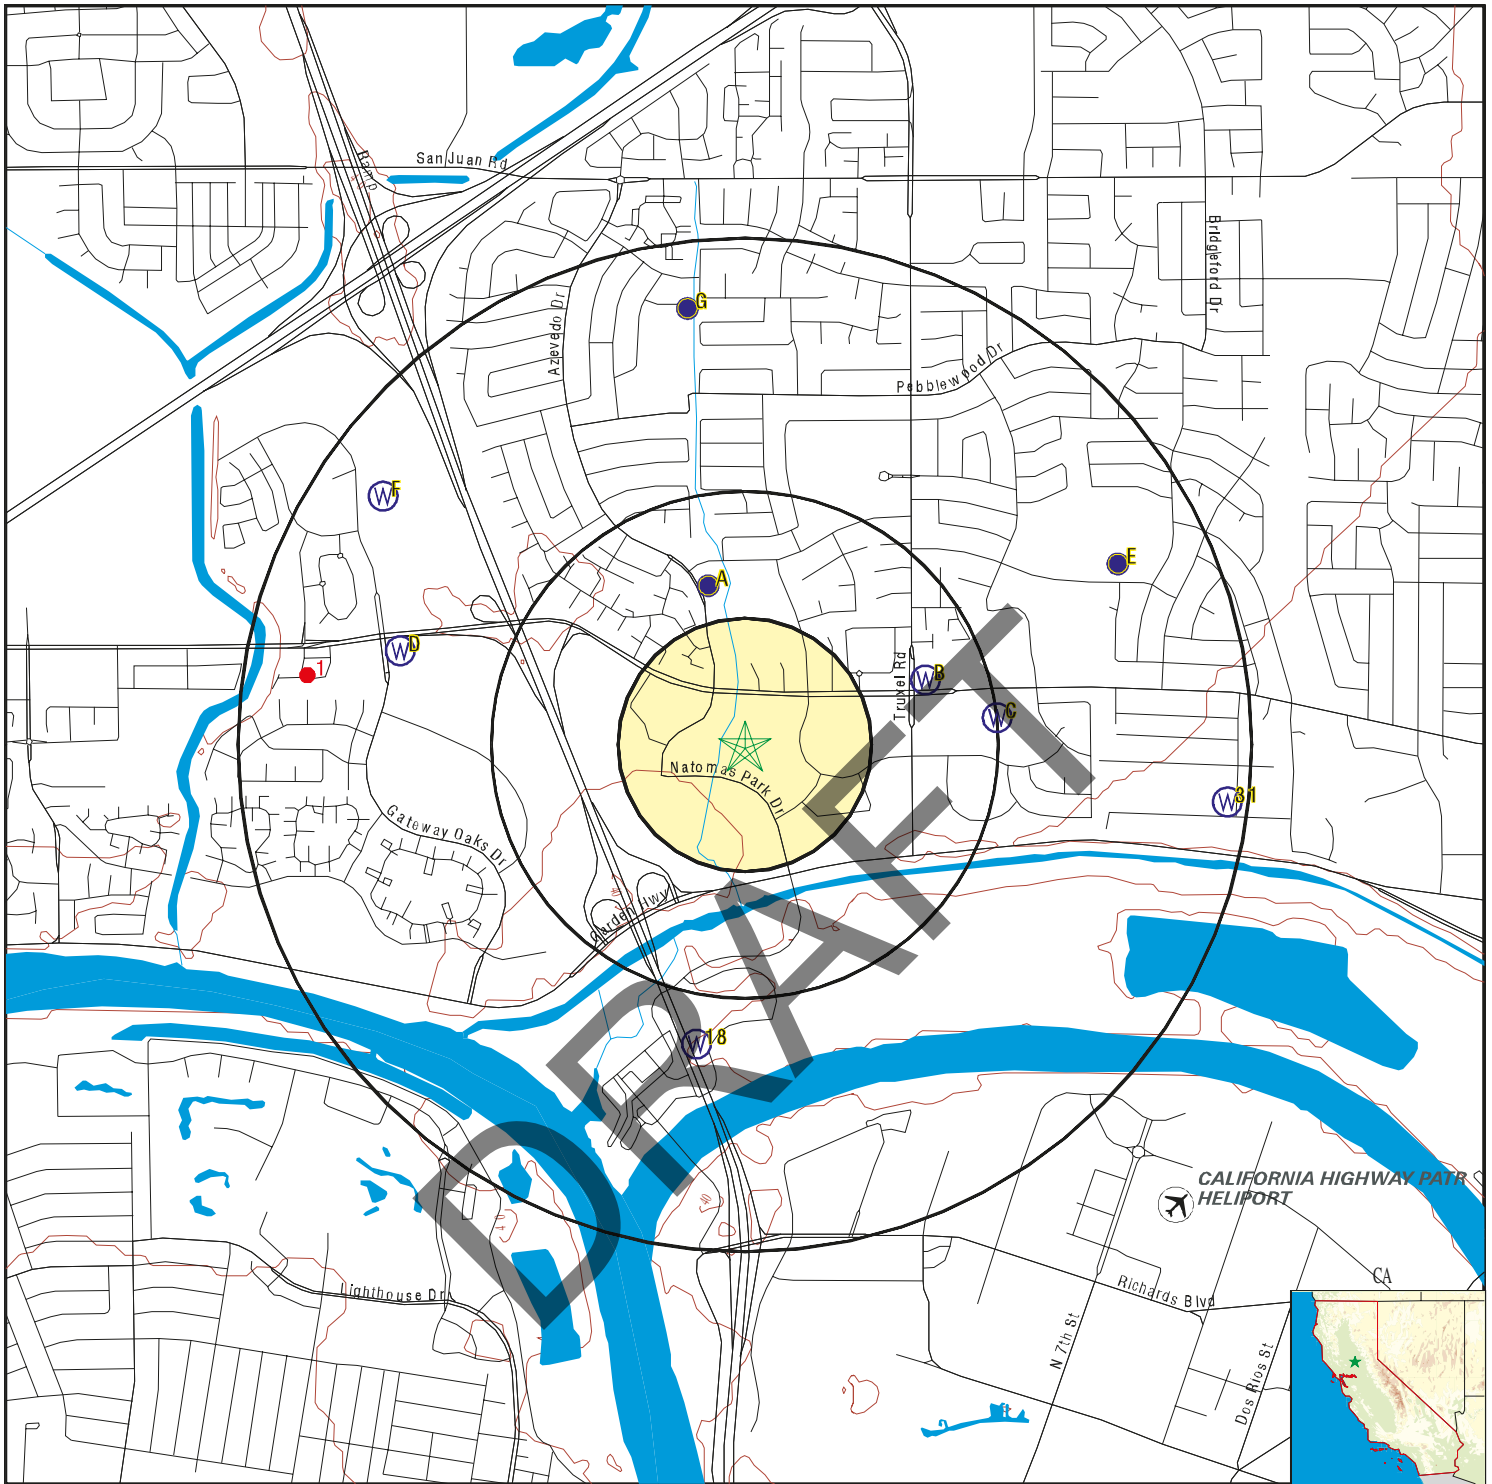 San Juan Rd
Ramp
Bridgeford Dr
Azevedo Dr
G
Pebblewood Dr
F
E
A
D
1
B
Truxel Rd
C
Natomas Park Dr
31
Gateway Oaks Dr
Garden Hwy
18
DRAFT
CALIFORNIA HIGHWAY PATR
HELIPORT
40
CA
Lighthouse Dr
Richards Blvd
N 7th St
Dos Rios St